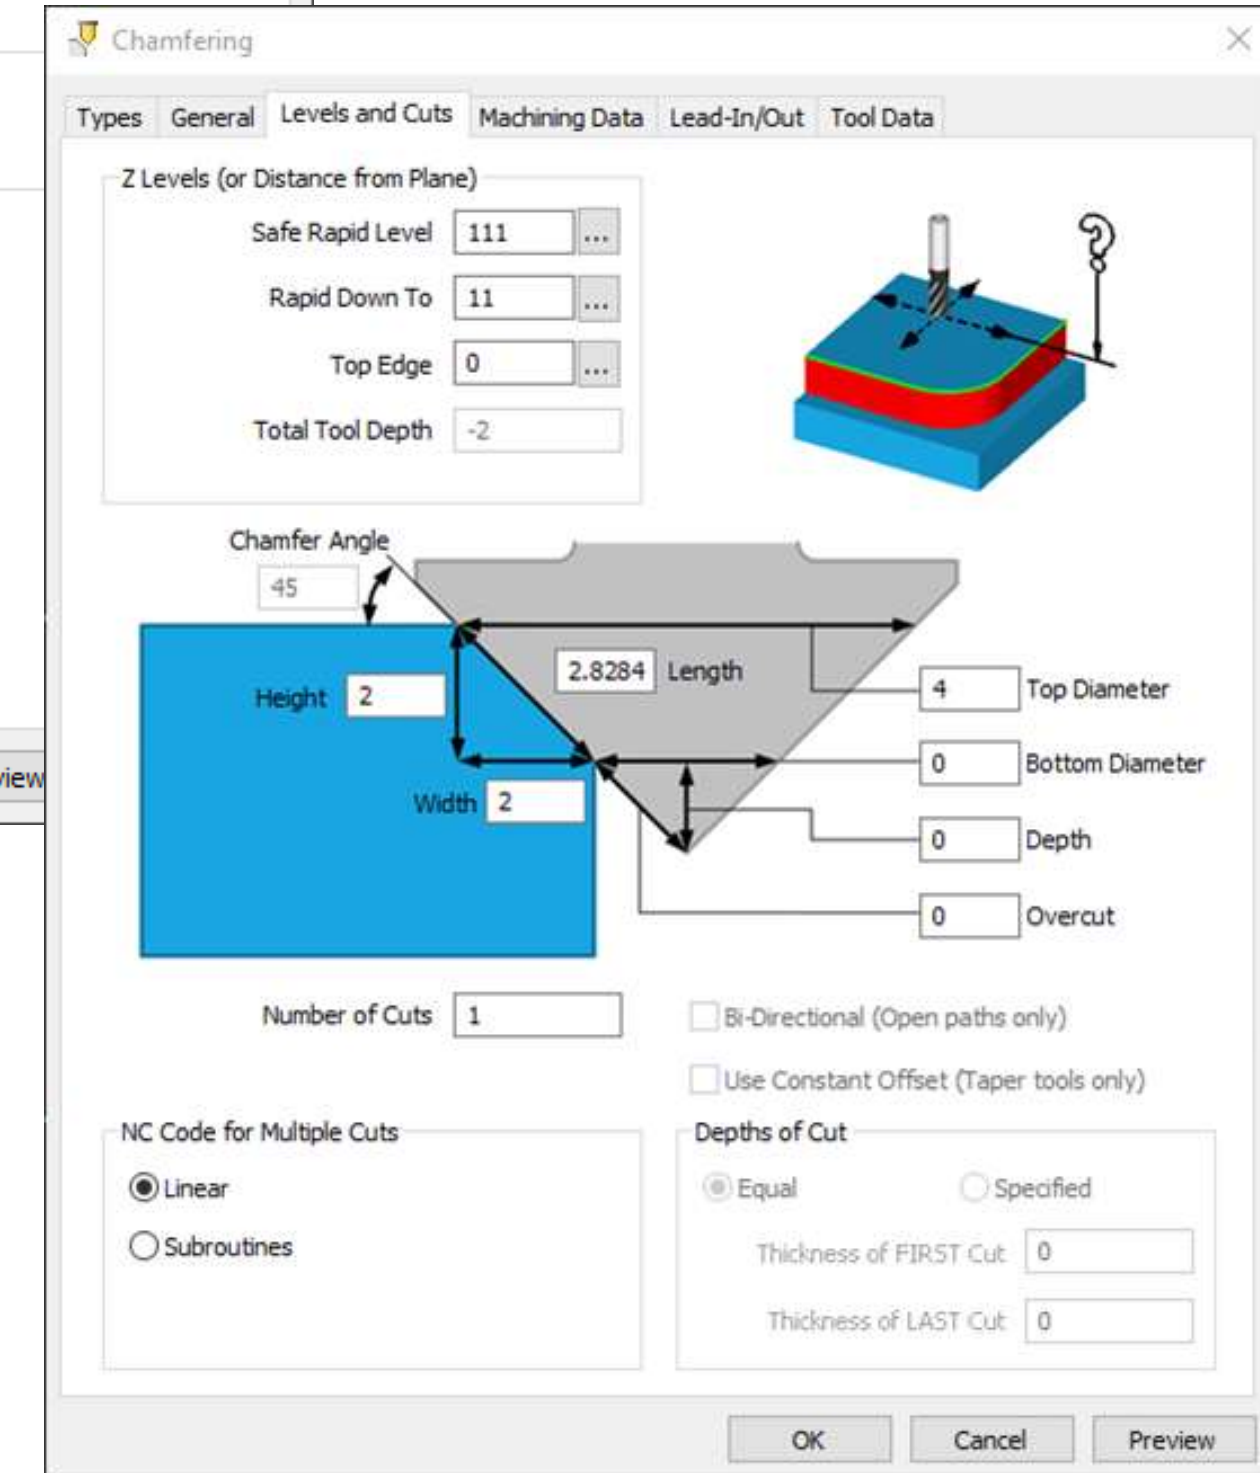 Chamfering
Types General Levels and Cuts Machining Data Lead-In/Out Tool Data
Z Levels (or Distance from Plane)
Safe Rapid Level 111 ...
Rapid Down To 11 ...
Top Edge 0 ...
Total Tool Depth -2
Chamfer Angle
45
2.8284 Length
Height 2
4 Top Diameter
0 Bottom Diameter
Width 2
0 Depth
0 Overcut
Number of Cuts 1
Bi-Directional (Open paths only)
Use Constant Offset (Taper tools only)
NC Code for Multiple Cuts
Linear
Subroutines
Depths of Cut
Equal Specified
Thickness of FIRST Cut 0
Thickness of LAST Cut 0
OK Cancel Preview